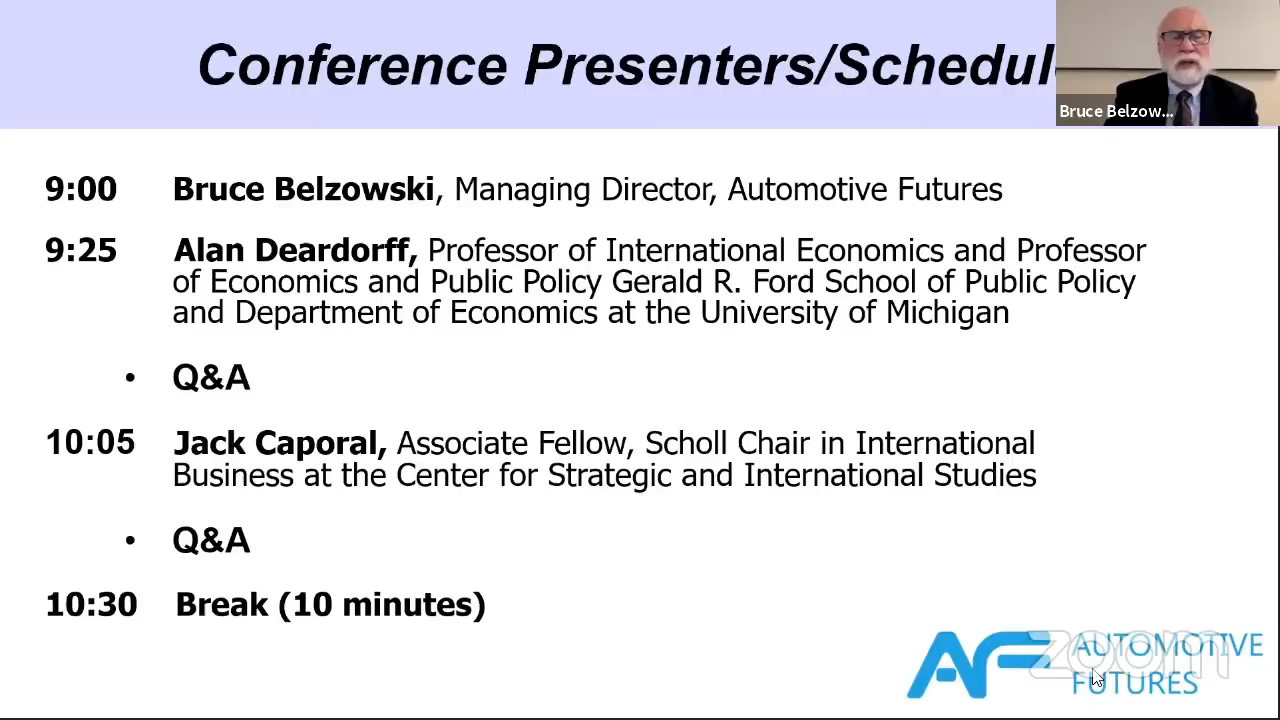 Conference Presenters/Schedul
Bruce Belzow...
9:00 Bruce Belzowski, Managing Director, Automotive Futures
9:25 Alan Deardorff, Professor of International Economics and Professor
of Economics and Public Policy Gerald R. Ford School of Public Policy
and Department of Economics at the University of Michigan
• Q&A
10:05 Jack Caporal, Associate Fellow, Scholl Chair in International
Business at the Center for Strategic and International Studies
• Q&A
10:30 Break (10 minutes)
AF AUTOMOTIVE
FUTURES
zoom